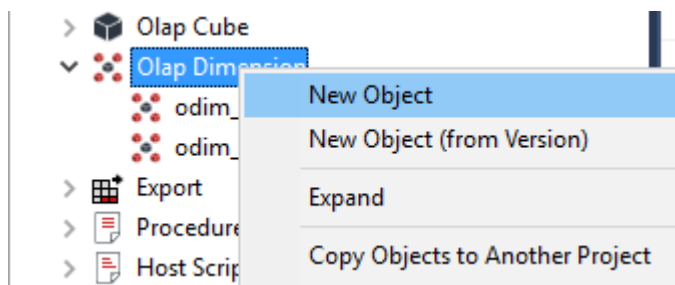 Olap Cube
Olap Dimension
odim_
odim_
Export
Procedure
Host Scrip
New Object
New Object (from Version)
Expand
Copy Objects to Another Project